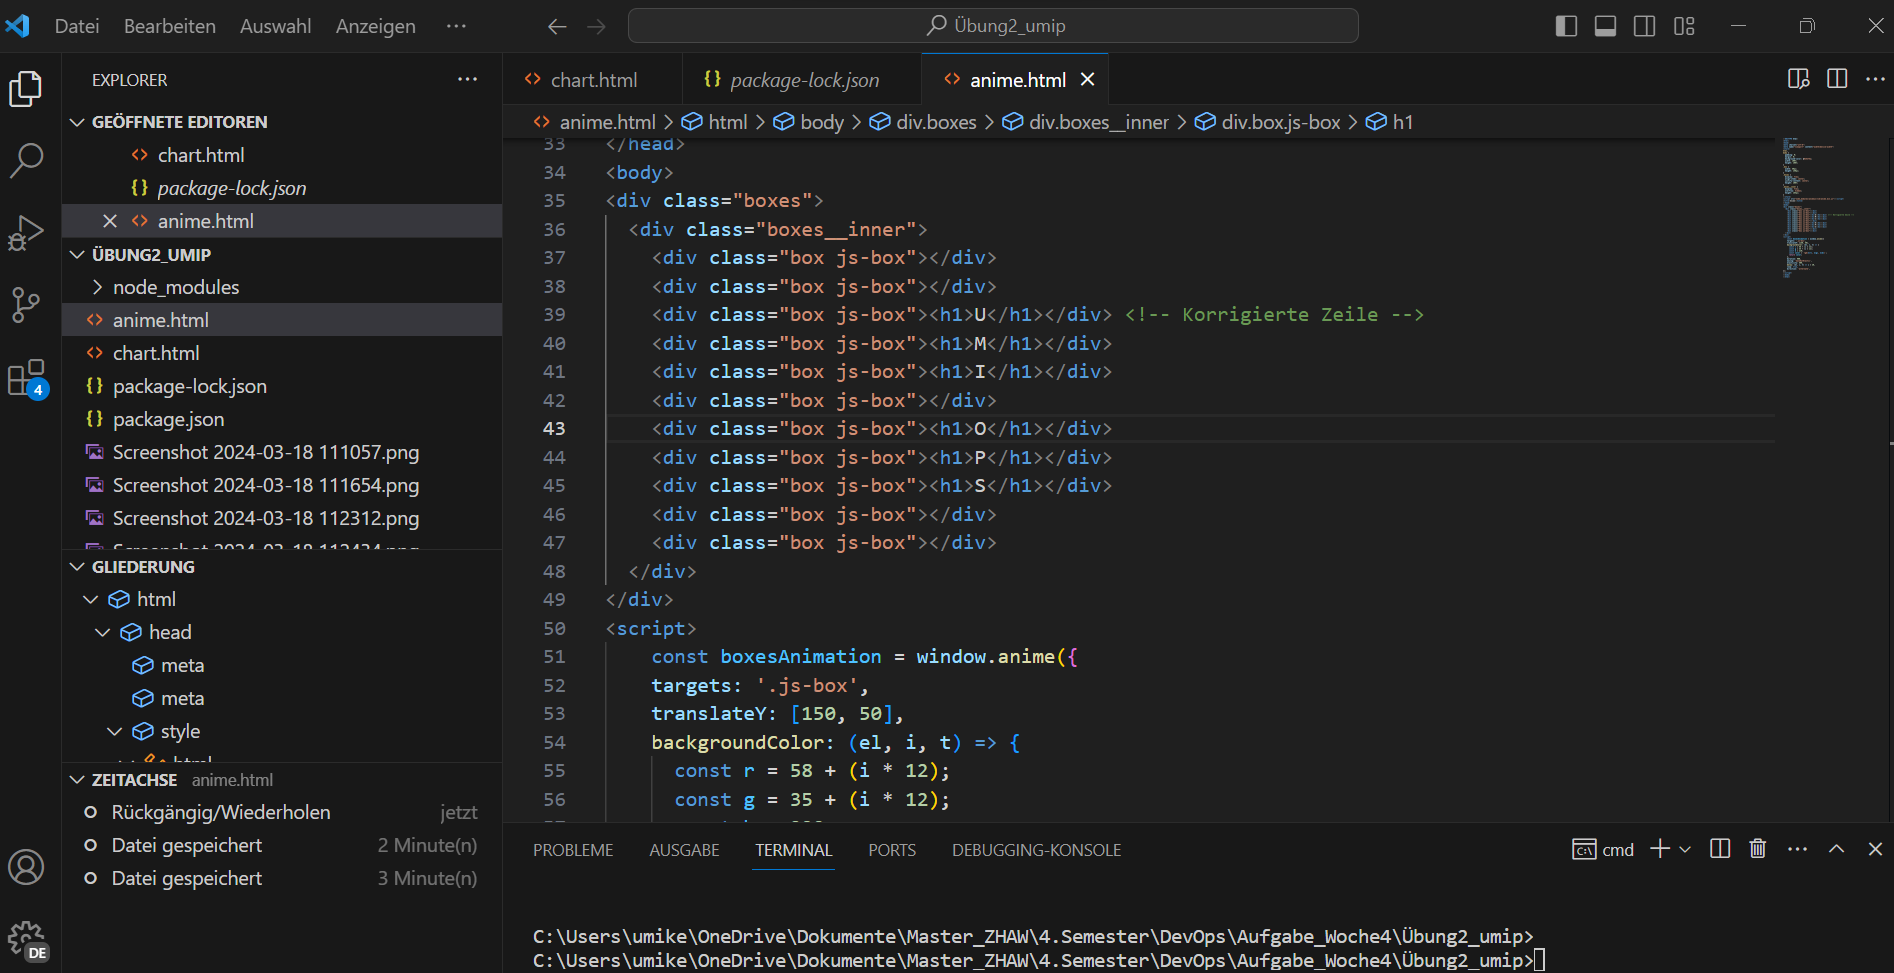 Datei Bearbeiten Auswahl Anzeigen ··· Übung2_umip
EXPLORER ···
GEÖFFNETE EDITOREN
<> chart.html
{} package-lock.json
<> anime.html
ÜBUNG2_UMIP
node_modules
<> anime.html
<> chart.html
{} package-lock.json
{} package.json
Screenshot 2024-03-18 111057.png
Screenshot 2024-03-18 111654.png
Screenshot 2024-03-18 112312.png
Screenshot 2024-03-18 112434.png
GLIEDERUNG
html
head
meta
meta
style
html
ZEITACHSE anime.html
Rückgängig/Wiederholen jetzt
Datei gespeichert 2 Minute(n)
Datei gespeichert 3 Minute(n)
4
DE
<> chart.html {} package-lock.json <> anime.html
<> anime.html > html > body > div.boxes > div.boxes__inner > div.box.js-box > h1
33 </head>
34 <body>
35 <div class="boxes">
36 <div class="boxes__inner">
37 <div class="box js-box"></div>
38 <div class="box js-box"></div>
39 <div class="box js-box"><h1>U</h1></div> <!-- Korrigierte Zeile -->
40 <div class="box js-box"><h1>M</h1></div>
41 <div class="box js-box"><h1>I</h1></div>
42 <div class="box js-box"></div>
43 <div class="box js-box"><h1>O</h1></div>
44 <div class="box js-box"><h1>P</h1></div>
45 <div class="box js-box"><h1>S</h1></div>
46 <div class="box js-box"></div>
47 <div class="box js-box"></div>
48 </div>
49 </div>
50 <script>
51 const boxesAnimation = window.anime({
52 targets: '.js-box',
53 translateY: [150, 50],
54 backgroundColor: (el, i, t) => {
55 const r = 58 + (i * 12);
56 const g = 35 + (i * 12);
PROBLEME AUSGABE TERMINAL PORTS DEBUGGING-KONSOLE cmd
C:\Users\umike\OneDrive\Dokumente\Master_ZHAW\4.Semester\DevOps\Aufgabe_Woche4\Übung2_umip>
C:\Users\umike\OneDrive\Dokumente\Master_ZHAW\4.Semester\DevOps\Aufgabe_Woche4\Übung2_umip>